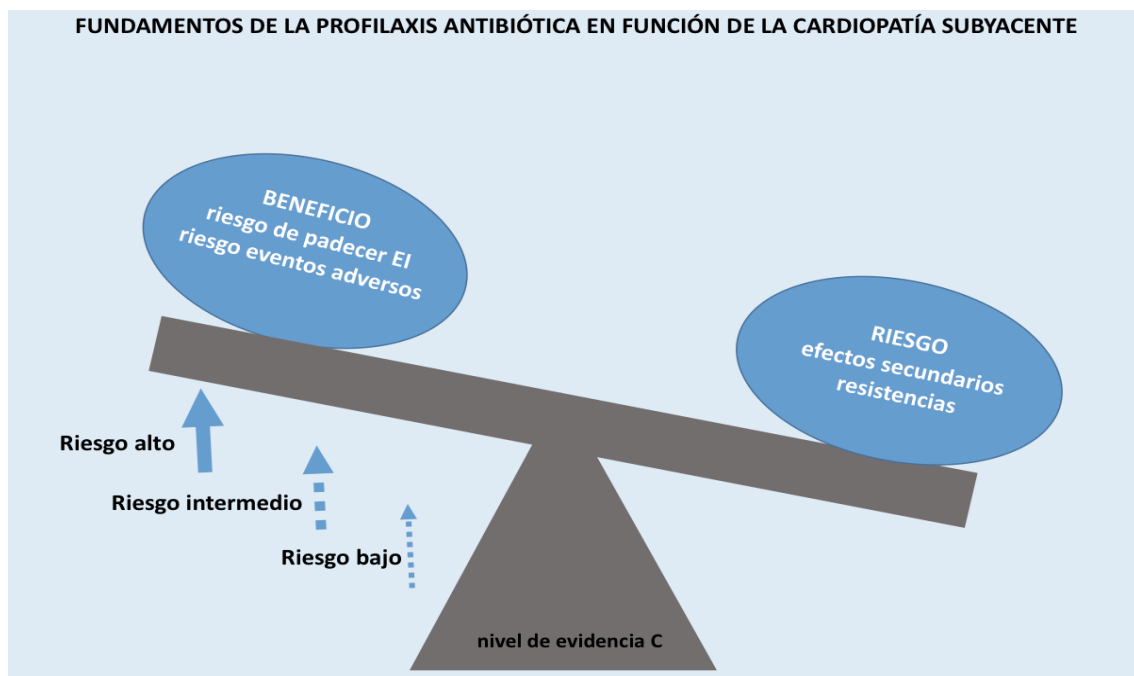 FUNDAMENTOS DE LA PROFILAXIS ANTIBIÓTICA EN FUNCIÓN DE LA CARDIOPATÍA SUBYACENTE
BENEFICIO
riesgo de padecer EI
riesgo eventos adversos
RIESGO
efectos secundarios
resistencias
Riesgo alto
Riesgo intermedio
Riesgo bajo
nivel de evidencia C